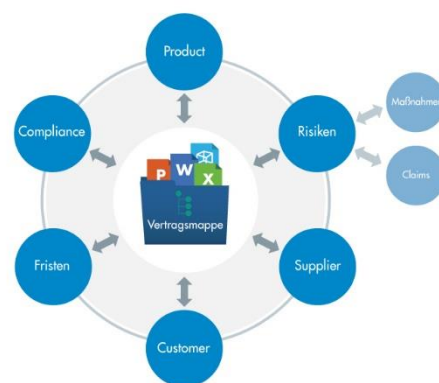 Product
Compliance
Risiken
Maßnahmen
Claims
P
W
X
Vertragsmappe
Fristen
Supplier
Customer